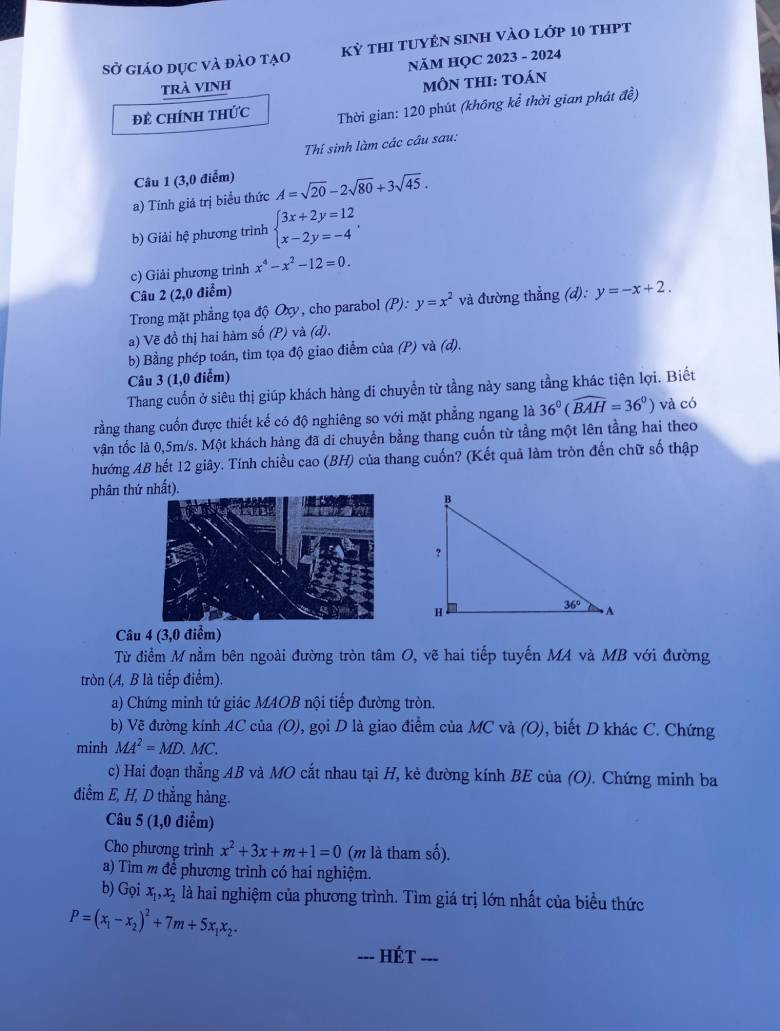 SỞ GIÁO DỤC VÀ ĐÀO TẠO
TRÀ VINH
ĐỀ CHÍNH THỨC
KỲ THI TUYỂN SINH VÀO LỚP 10 THPT
NĂM HỌC 2023 - 2024
MÔN THI: TOÁN
Thời gian: 120 phút (không kể thời gian phát đề)
Thí sinh làm các câu sau:
Câu 1 (3,0 điểm)
a) Tính giá trị biểu thức A = √20 − 2√80 + 3√45 .
b) Giải hệ phương trình { 3x + 2y = 12
x − 2y = −4 .
c) Giải phương trình x⁴ − x² − 12 = 0 .
Câu 2 (2,0 điểm)
Trong mặt phẳng tọa độ Oxy , cho parabol (P): y = x² và đường thẳng (d): y = −x + 2 .
a) Vẽ đồ thị hai hàm số (P) và (d).
b) Bằng phép toán, tìm tọa độ giao điểm của (P) và (d).
Câu 3 (1,0 điểm)
Thang cuốn ở siêu thị giúp khách hàng di chuyển từ tầng này sang tầng khác tiện lợi. Biết
rằng thang cuốn được thiết kế có độ nghiêng so với mặt phẳng ngang là 36⁰ (BAH = 36⁰) và có
vận tốc là 0,5m/s. Một khách hàng đã di chuyển bằng thang cuốn từ tầng một lên tầng hai theo
hướng AB hết 12 giây. Tính chiều cao (BH) của thang cuốn? (Kết quả làm tròn đến chữ số thập
phân thứ nhất).
B
?
H
36⁰
A
Câu 4 (3,0 điểm)
Từ điểm M nằm bên ngoài đường tròn tâm O, vẽ hai tiếp tuyến MA và MB với đường
tròn (A, B là tiếp điểm).
a) Chứng minh tứ giác MAOB nội tiếp đường tròn.
b) Vẽ đường kính AC của (O), gọi D là giao điểm của MC và (O), biết D khác C. Chứng
minh MA² = MD. MC.
c) Hai đoạn thẳng AB và MO cắt nhau tại H, kẻ đường kính BE của (O). Chứng minh ba
điểm E, H, D thẳng hàng.
Câu 5 (1,0 điểm)
Cho phương trình x² + 3x + m + 1 = 0 (m là tham số).
a) Tìm m để phương trình có hai nghiệm.
b) Gọi x₁, x₂ là hai nghiệm của phương trình. Tìm giá trị lớn nhất của biểu thức
P = (x₁ − x₂)² + 7m + 5x₁x₂.
--- HẾT ---